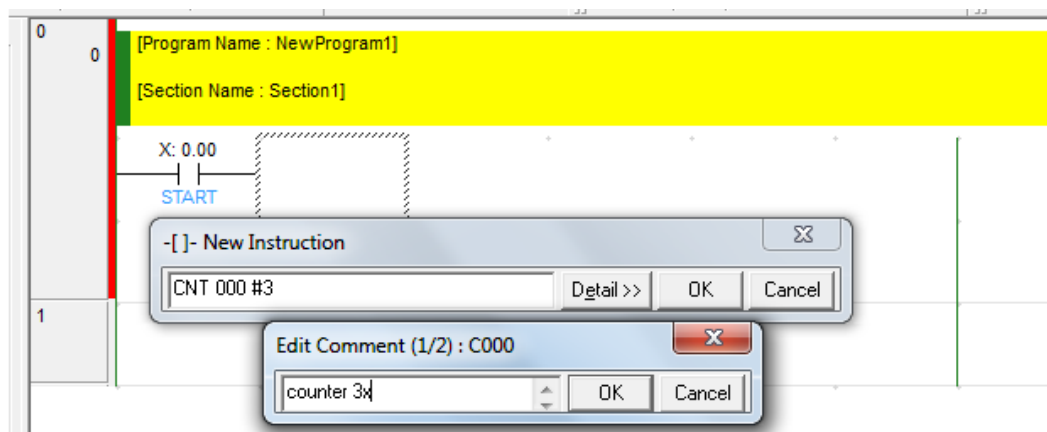 0
0
[Program Name : NewProgram1]
[Section Name : Section1]
X: 0.00
START
-[ ]- New Instruction
CNT 000 #3
Detail >>
OK
Cancel
1
Edit Comment (1/2) : C000
counter 3x
OK
Cancel